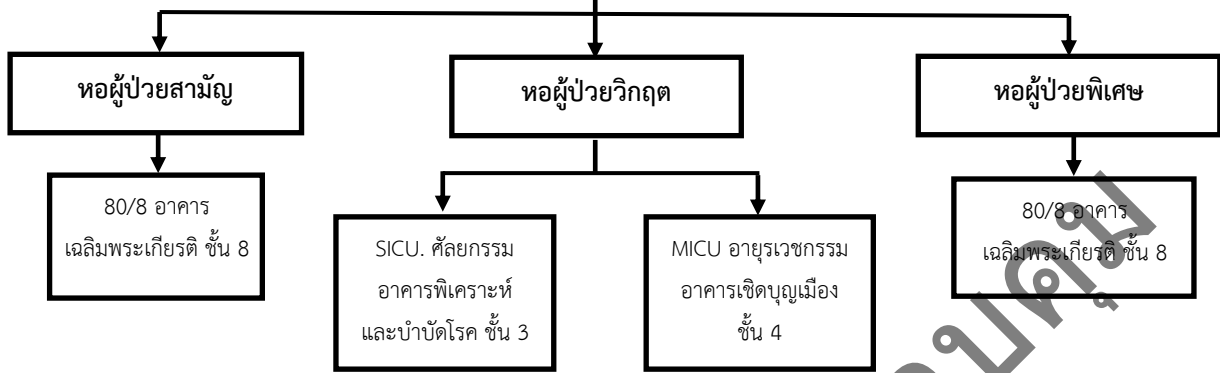 หอผู้ป่วยสามัญ
หอผู้ป่วยวิกฤต
หอผู้ป่วยพิเศษ
80/8 อาคาร
เฉลิมพระเกียรติ ชั้น 8
SICU. ศัลยกรรม
อาคารพิเคราะห์
และบำบัดโรค ชั้น 3
MICU อายุรเวชกรรม
อาคารเชิดบุญเมือง
ชั้น 4
80/8 อาคาร
เฉลิมพระเกียรติ ชั้น 8